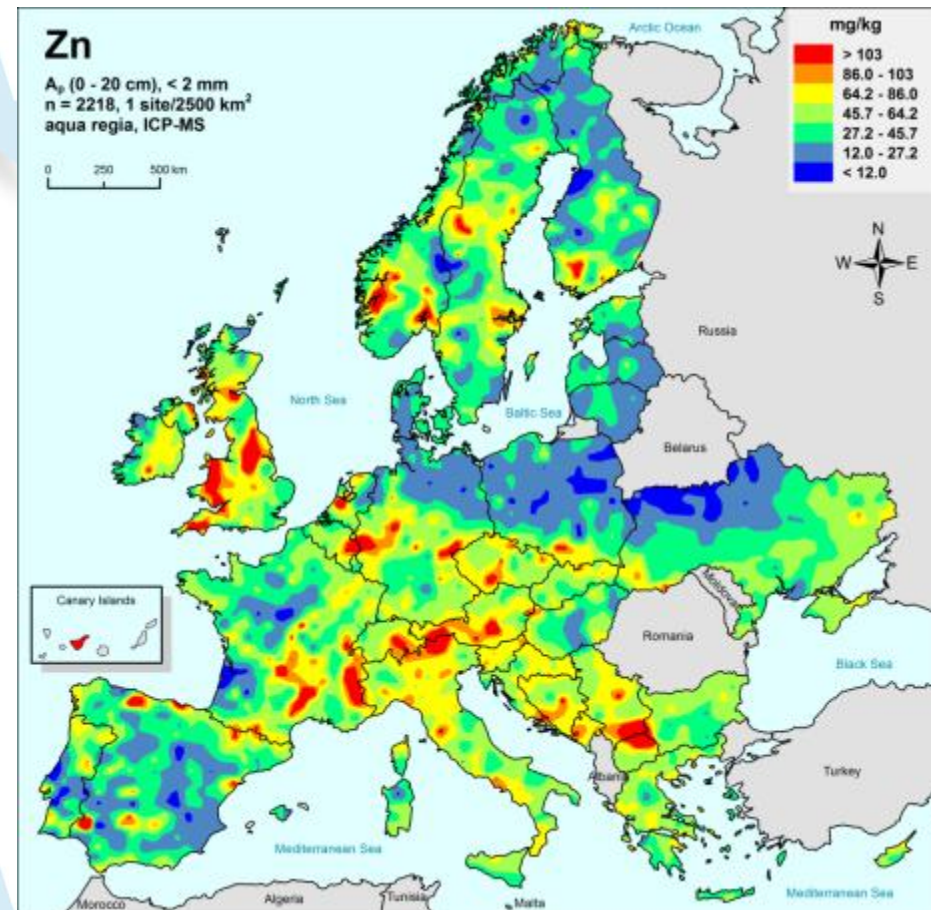 Zn
Aₚ (0 - 20 cm), < 2 mm
n = 2218, 1 site/2500 km²
aqua regia, ICP-MS
0 250 500 km
mg/kg
> 103
86.0 - 103
64.2 - 86.0
45.7 - 64.2
27.2 - 45.7
12.0 - 27.2
< 12.0
Arctic Ocean
N
W E
S
Russia
North Sea
Baltic Sea
Belarus
Canary Islands
Moldova
Romania
Black Sea
Albania
Turkey
Mediterranean Sea
Mediterranean Sea
Morocco
Algeria
Tunisia
Malta